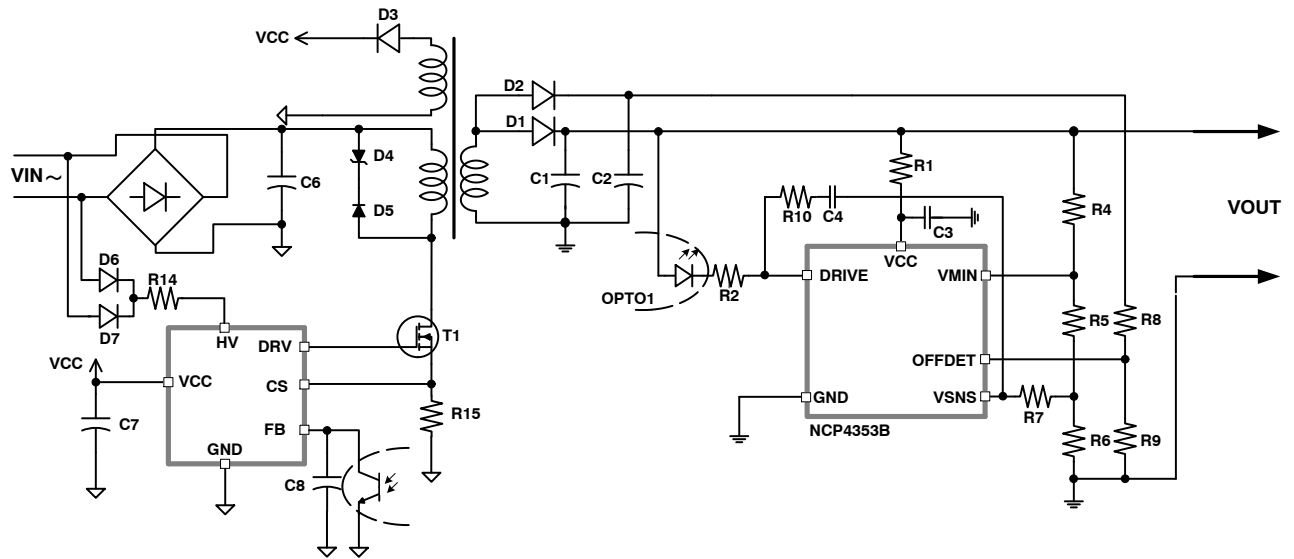 D3
VCC
D2
D1
D4
VIN ~
C6
D5
C1
C2
R1
R10
C4
C3
R4
VOUT
D6
R14
D7
OPTO1
R2
DRIVE
VCC
VMIN
HV
T1
DRV
R5
R8
VCC
VCC
CS
OFFDET
C7
FB
R15
GND
VSNS
R7
NCP4353B
GND
R6
R9
C8